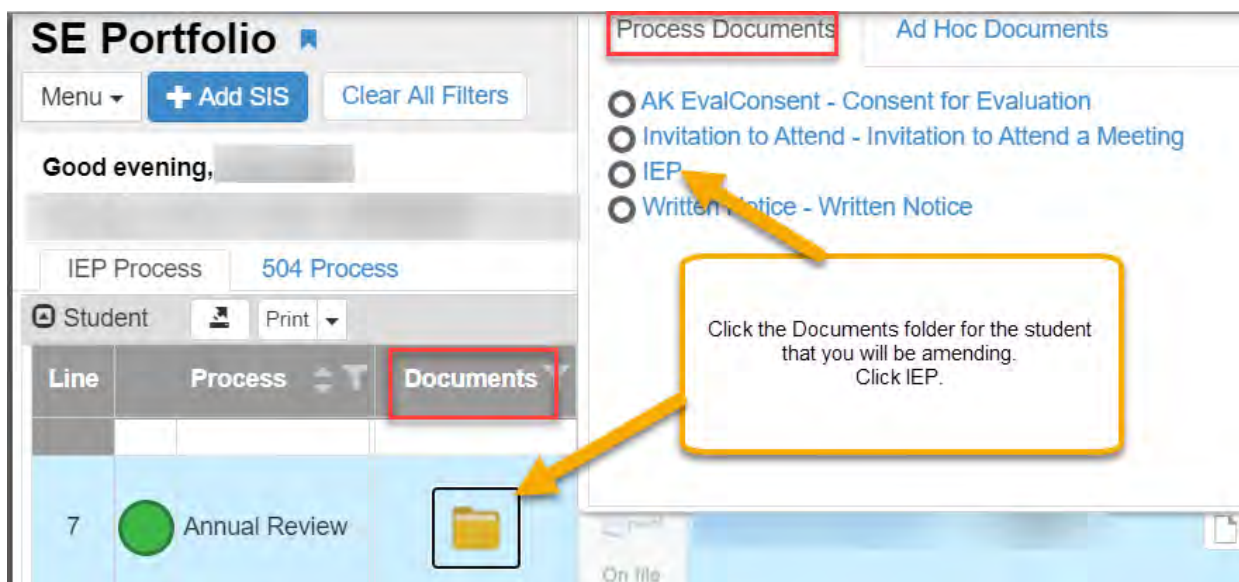 SE Portfolio
Menu
+ Add SIS
Clear All Filters
Good evening,
IEP Process
504 Process
Student
Print
Line
Process
Documents
7
Annual Review
Process Documents
Ad Hoc Documents
AK EvalConsent - Consent for Evaluation
Invitation to Attend - Invitation to Attend a Meeting
IEP
Written Notice - Written Notice
Click the Documents folder for the student
that you will be amending.
Click IEP.
On file